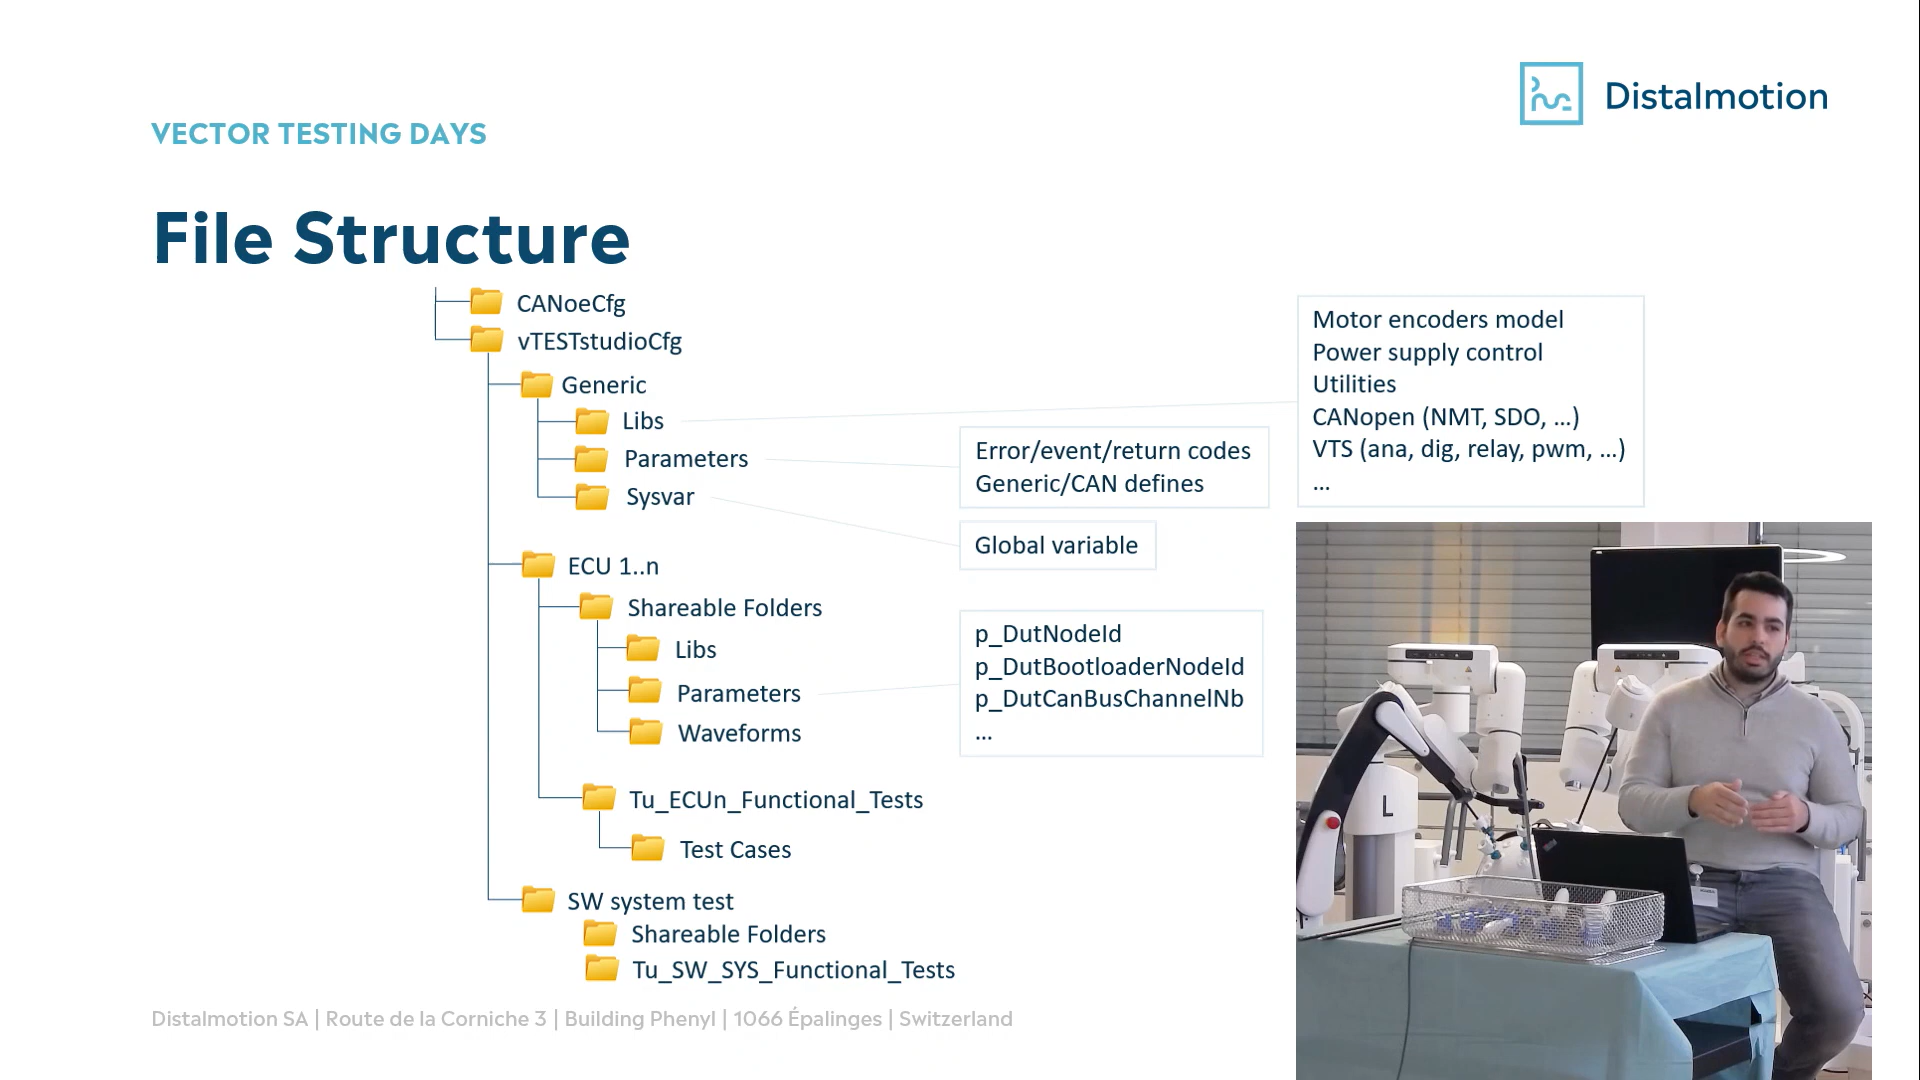 Distalmotion
VECTOR TESTING DAYS
File Structure
CANoeCfg
vTESTstudioCfg
Generic
Libs
Parameters
Sysvar
Motor encoders model
Power supply control
Utilities
CANopen (NMT, SDO, ...)
VTS (ana, dig, relay, pwm, ...)
...
Error/event/return codes
Generic/CAN defines
Global variable
ECU 1..n
Shareable Folders
Libs
Parameters
Waveforms
p_DutNodeId
p_DutBootloaderNodeId
p_DutCanBusChannelNb
...
Tu_ECUn_Functional_Tests
Test Cases
SW system test
Shareable Folders
Tu_SW_SYS_Functional_Tests
L
Distalmotion SA | Route de la Corniche 3 | Building Phenyl | 1066 Épalinges | Switzerland